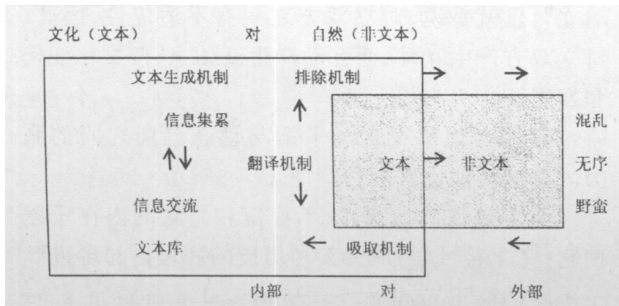 文化（文本） 对 自然（非文本）
文本生成机制 排除机制
信息集累 混乱
翻译机制 文本 非文本 无序
信息交流 野蛮
文本库 吸取机制
内部 对 外部